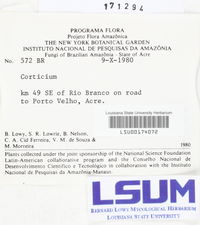 171294
PROGRAMA FLORA
Projeto Flora Amazônica
THE NEW YORK BOTANICAL GARDEN
INSTITUTO NACIONAL DE PESQUISAS DA AMAZÔNIA
Fungi of Brazilian Amazônia - State of Acre
No. 572 BR 9-X-1980
Corticium
km 49 SE of Rio Branco on road
to Porto Velho, Acre.
Louisiana State University Herbarium
LSU00174072
B. Lowy, S. R. Lowrie, B. Nelson,
C. A. Cid Ferreira, V. M. de Souza &
M. Morreira 1980
Plants collected under the joint sponsorship of the National Science Foundation
Latin-American collaborative program and the Conselho Nacional de
Desenvolvimento Científico e Tecnológico in collaboration with the Instituto
Nacional de Pesquisas da Amazônia-Manaus.
LSUM
BERNARD LOWY MYCOLOGICAL HERBARIUM
LOUISIANA STATE UNIVERSITY